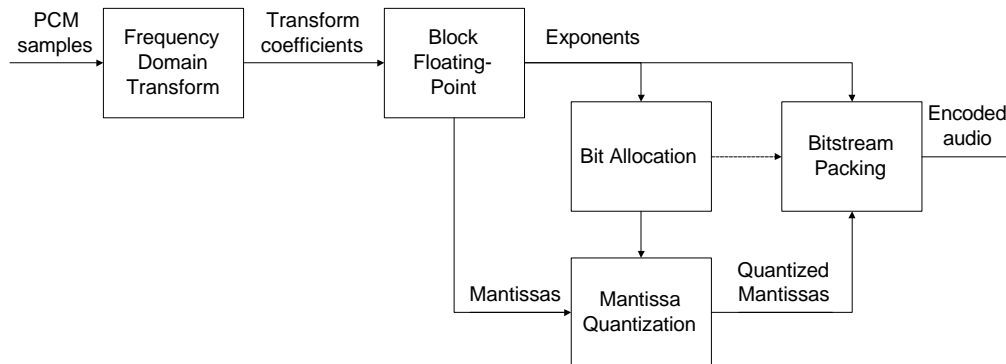 PCM
samples
Frequency
Domain
Transform
Transform
coefficients
Block
Floating-
Point
Exponents
Bit Allocation
Bitstream
Packing
Encoded
audio
Mantissas
Mantissa
Quantization
Quantized
Mantissas